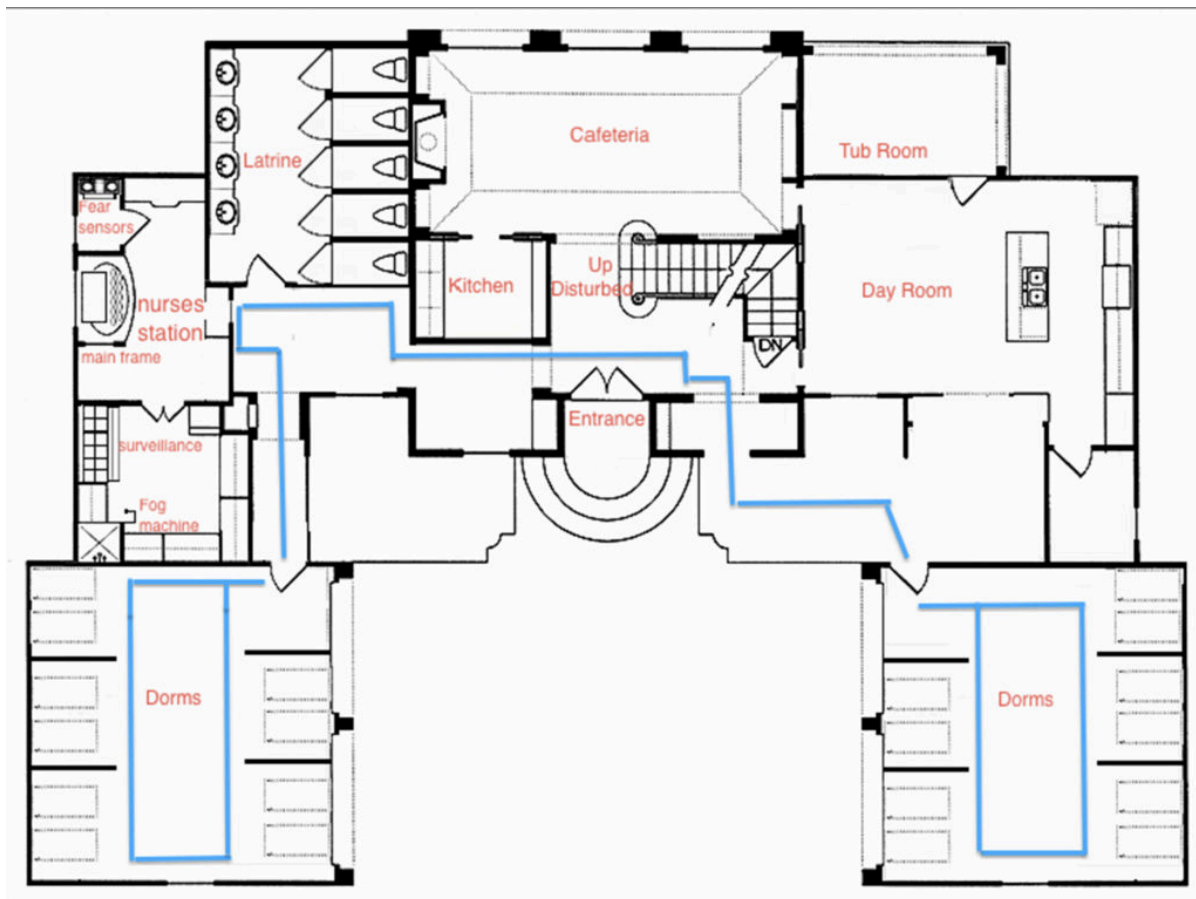 Cafeteria
Tub Room
Latrine
Fear
sensors
Up
Disturbed
Kitchen
Day Room
nurses
station
main frame
DN
Entrance
surveillance
Fog
machine
Dorms
Dorms